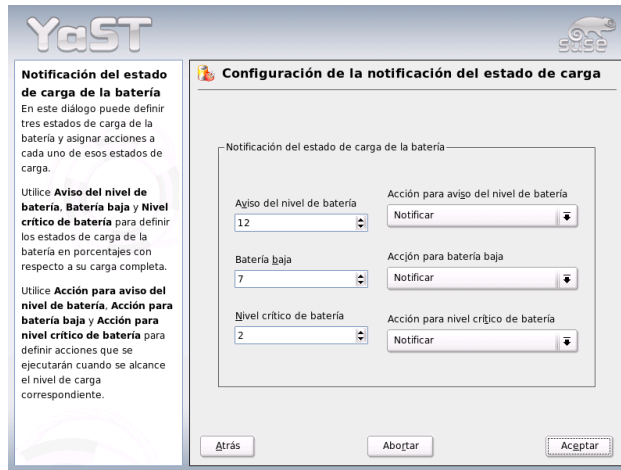 YaST
SUSE
Notificación del estado
de carga de la batería
En este diálogo puede definir
tres estados de carga de la
batería y asignar acciones a
cada uno de esos estados de
carga.
Utilice Aviso del nivel de
batería, Batería baja y Nivel
crítico de batería para definir
los estados de carga de la
batería en porcentajes con
respecto a su carga completa.
Utilice Acción para aviso del
nivel de batería, Acción para
batería baja y Acción para
nivel crítico de batería para
definir acciones que se
ejecutarán cuando se alcance
el nivel de carga
correspondiente.
Configuración de la notificación del estado de carga
Notificación del estado de carga de la batería
Aviso del nivel de batería
12
Acción para aviso del nivel de batería
Notificar
Batería baja
7
Acción para batería baja
Notificar
Nivel crítico de batería
2
Acción para nivel crítico de batería
Notificar
Atrás
Abortar
Aceptar